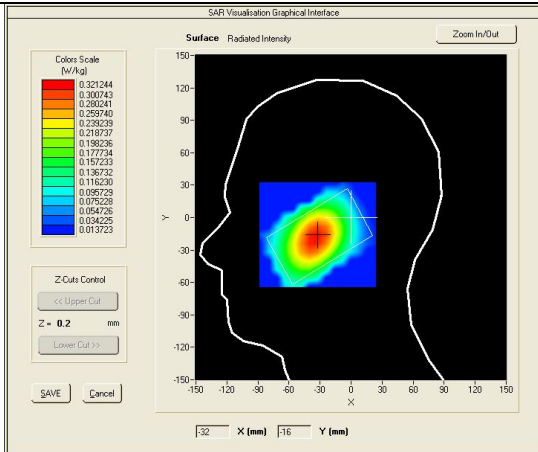 SAR Visualisation Graphical Interface
Colors Scale
(W/kg)
0.321244
0.300743
0.280241
0.259740
0.239239
0.218737
0.198236
0.177734
0.157233
0.136732
0.116230
0.095729
0.075228
0.054726
0.034225
0.013723
Surface Radiated Intensity
Zoom In/Out
150
120
90
60
30
0
-30
-60
-90
-120
-150
Y
-150 -120 -90 -60 -30 0 30 60 90 120 150
X
Z-Cuts Control
<< Upper Cut
Z = 0.2 mm
Lower Cut >>
SAVE Cancel
-32 X (mm) -16 Y (mm)